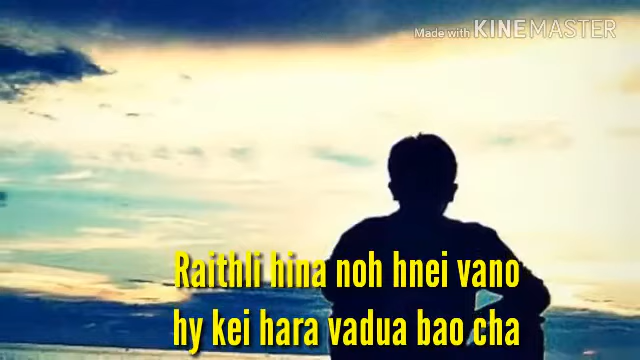 Made with KINEMASTER
Raithli hina noh hnei vano
hy kei hara vadua bao cha